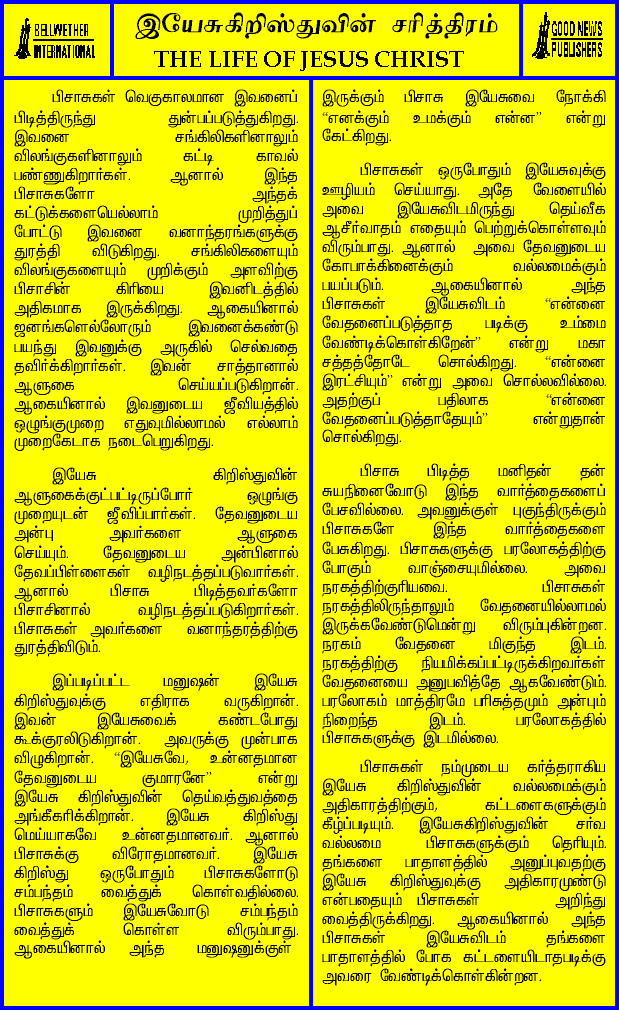 BELLWETHER
INTERNATIONAL
இயேசுகிறிஸ்துவின் சரித்திரம்
THE LIFE OF JESUS CHRIST
GOOD NEWS
PUBLISHERS
பிசாசுகள் வெகுகாலமான இவனைப்
பிடித்திருந்து துன்பப்படுத்துகிறது.
இவனை சங்கிலிகளினாலும்
விலங்குகளினாலும் கட்டி காவல்
பண்ணுகிறார்கள். ஆனால் இந்த
பிசாசுகளோ அந்தக்
கட்டுக்களையெல்லாம் முறித்துப்
போட்டு இவனை வனாந்தரங்களுக்கு
துரத்தி விடுகிறது. சங்கிலிகளையும்
விலங்குகளையும் முறிக்கும் அளவிற்கு
பிசாசின் கிரியை இவனிடத்தில்
அதிகமாக இருக்கிறது. ஆகையினால்
ஜனங்களெல்லோரும் இவனைக்கண்டு
பயந்து இவனுக்கு அருகில் செல்வதை
தவிர்க்கிறார்கள். இவன் சாத்தானால்
ஆளுகை செய்யப்படுகிறான்.
ஆகையினால் இவனுடைய ஜீவியத்தில்
ஒழுங்குமுறை எதுவுமில்லாமல் எல்லாம்
முறைகேடாக நடைபெறுகிறது.
இயேசு கிறிஸ்துவின்
ஆளுகைக்குட்பட்டிருப்போர் ஒழுங்கு
முறையுடன் ஜீவிப்பார்கள். தேவனுடைய
அன்பு அவர்களை ஆளுகை
செய்யும். தேவனுடைய அன்பினால்
தேவப்பிள்ளைகள் வழிநடத்தப்படுவார்கள்.
ஆனால் பிசாசு பிடித்தவர்களோ
பிசாசினால் வழிநடத்தப்படுகிறார்கள்.
பிசாசுகள் அவர்களை வனாந்தரத்திற்கு
துரத்திவிடும்.
இப்படிப்பட்ட மனுஷன் இயேசு
கிறிஸ்துவுக்கு எதிராக வருகிறான்.
இவன் இயேசுவைக் கண்டபோது
கூக்குரலிடுகிறான். அவருக்கு முன்பாக
விழுகிறான். “இயேசுவே, உன்னதமான
தேவனுடைய குமாரனே” என்று
இயேசு கிறிஸ்துவின் தெய்வத்துவத்தை
அங்கீகரிக்கிறான். இயேசு கிறிஸ்து
மெய்யாகவே உன்னதமானவர். ஆனால்
பிசாசுக்கு விரோதமானவர். இயேசு
கிறிஸ்து ஒருபோதும் பிசாசுகளோடு
சம்பந்தம் வைத்துக் கொள்வதில்லை.
பிசாசுகளும் இயேசுவோடு சம்பந்தம்
வைத்துக் கொள்ள விரும்பாது.
ஆகையினால் அந்த மனுஷனுக்குள்
இருக்கும் பிசாசு இயேசுவை நோக்கி
“எனக்கும் உமக்கும் என்ன” என்று
கேட்கிறது.
பிசாசுகள் ஒருபோதும் இயேசுவுக்கு
ஊழியம் செய்யாது. அதே வேளையில்
அவை இயேசுவிடமிருந்து தெய்வீக
ஆசீர்வாதம் எதையும் பெற்றுக்கொள்ளவும்
விரும்பாது. ஆனால் அவை தேவனுடைய
கோபாக்கினைக்கும் வல்லமைக்கும்
பயப்படும். ஆகையினால் அந்த
பிசாசுகள் இயேசுவிடம் “என்னை
வேதனைப்படுத்தாத படிக்கு உம்மை
வேண்டிக்கொள்கிறேன்” என்று மகா
சத்தத்தோடே சொல்கிறது. “என்னை
இரட்சியும்” என்று அவை சொல்லவில்லை.
அதற்குப் பதிலாக “என்னை
வேதனைப்படுத்தாதேயும்” என்றுதான்
சொல்கிறது.
பிசாசு பிடித்த மனிதன் தன்
சுயநினைவோடு இந்த வார்த்தைகளைப்
பேசவில்லை. அவனுக்குள் புகுந்திருக்கும்
பிசாசுகளே இந்த வார்த்தைகளை
பேசுகிறது. பிசாசுகளுக்கு பரலோகத்திற்கு
போகும் வாஞ்சையுமில்லை. அவை
நரகத்திற்குரியவை. பிசாசுகள்
நரகத்திலிருந்தாலும் வேதனையில்லாமல்
இருக்கவேண்டுமென்று விரும்புகின்றன.
நரகம் வேதனை மிகுந்த இடம்.
நரகத்திற்கு நியமிக்கப்பட்டிருக்கிறவர்கள்
வேதனையை அனுபவித்தே ஆகவேண்டும்.
பரலோகம் மாத்திரமே பரிசுத்தமும் அன்பும்
நிறைந்த இடம். பரலோகத்தில்
பிசாசுகளுக்கு இடமில்லை.
பிசாசுகள் நம்முடைய கர்த்தராகிய
இயேசு கிறிஸ்துவின் வல்லமைக்கும்
அதிகாரத்திற்கும், கட்டளைகளுக்கும்
கீழ்ப்படியும். இயேசுகிறிஸ்துவின் சர்வ
வல்லமை பிசாசுகளுக்கும் தெரியும்.
தங்களை பாதாளத்தில் அனுப்புவதற்கு
இயேசு கிறிஸ்துவுக்கு அதிகாரமுண்டு
என்பதையும் பிசாசுகள் அறிந்து
வைத்திருக்கிறது. ஆகையினால் அந்த
பிசாசுகள் இயேசுவிடம் தங்களை
பாதாளத்தில் போக கட்டளையிடாதபடிக்கு
அவரை வேண்டிக்கொள்கின்றன.